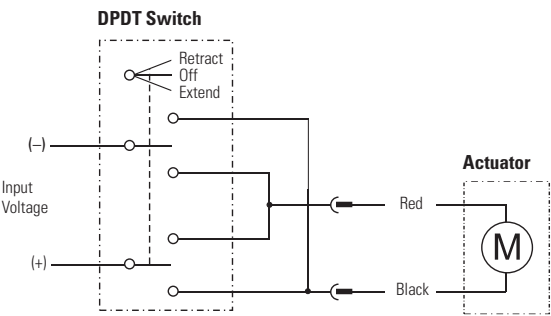 DPDT Switch
Retract
Off
Extend
(–)
Actuator
Input
Voltage
Red
M
(+)
Black